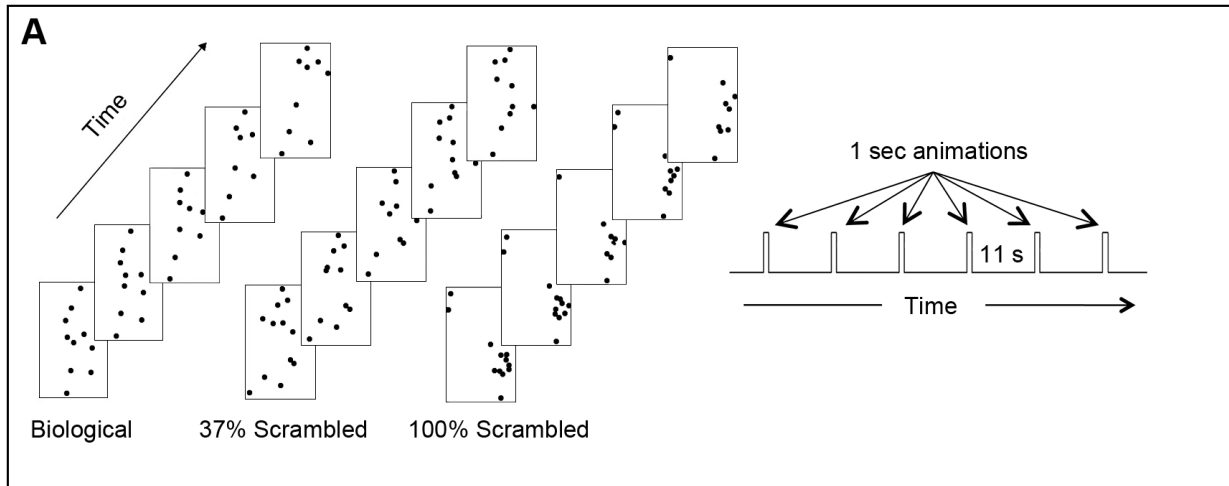 A
Time
1 sec animations
11 s
Time
Biological
37% Scrambled
100% Scrambled